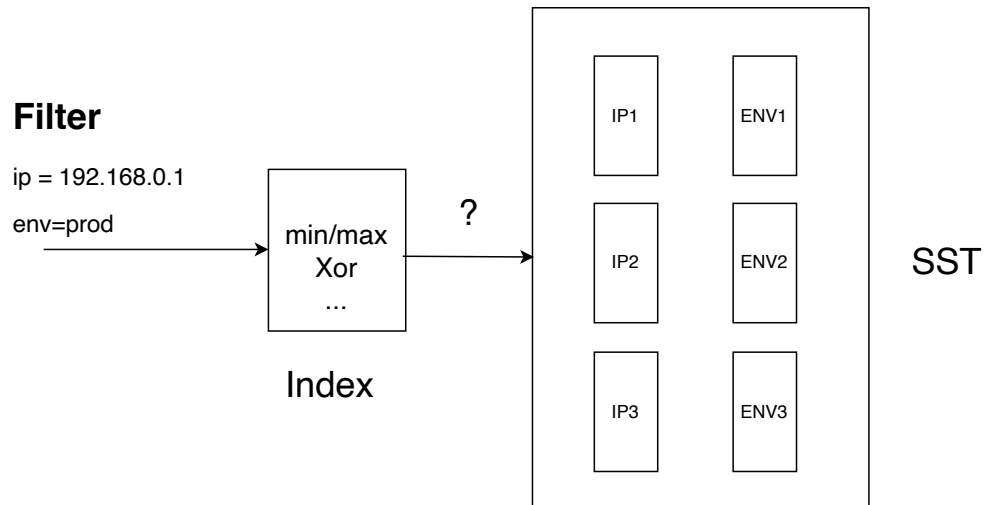 Filter
ip = 192.168.0.1
env=prod
min/max
Xor
...
Index
?
IP1
ENV1
IP2
ENV2
IP3
ENV3
SST